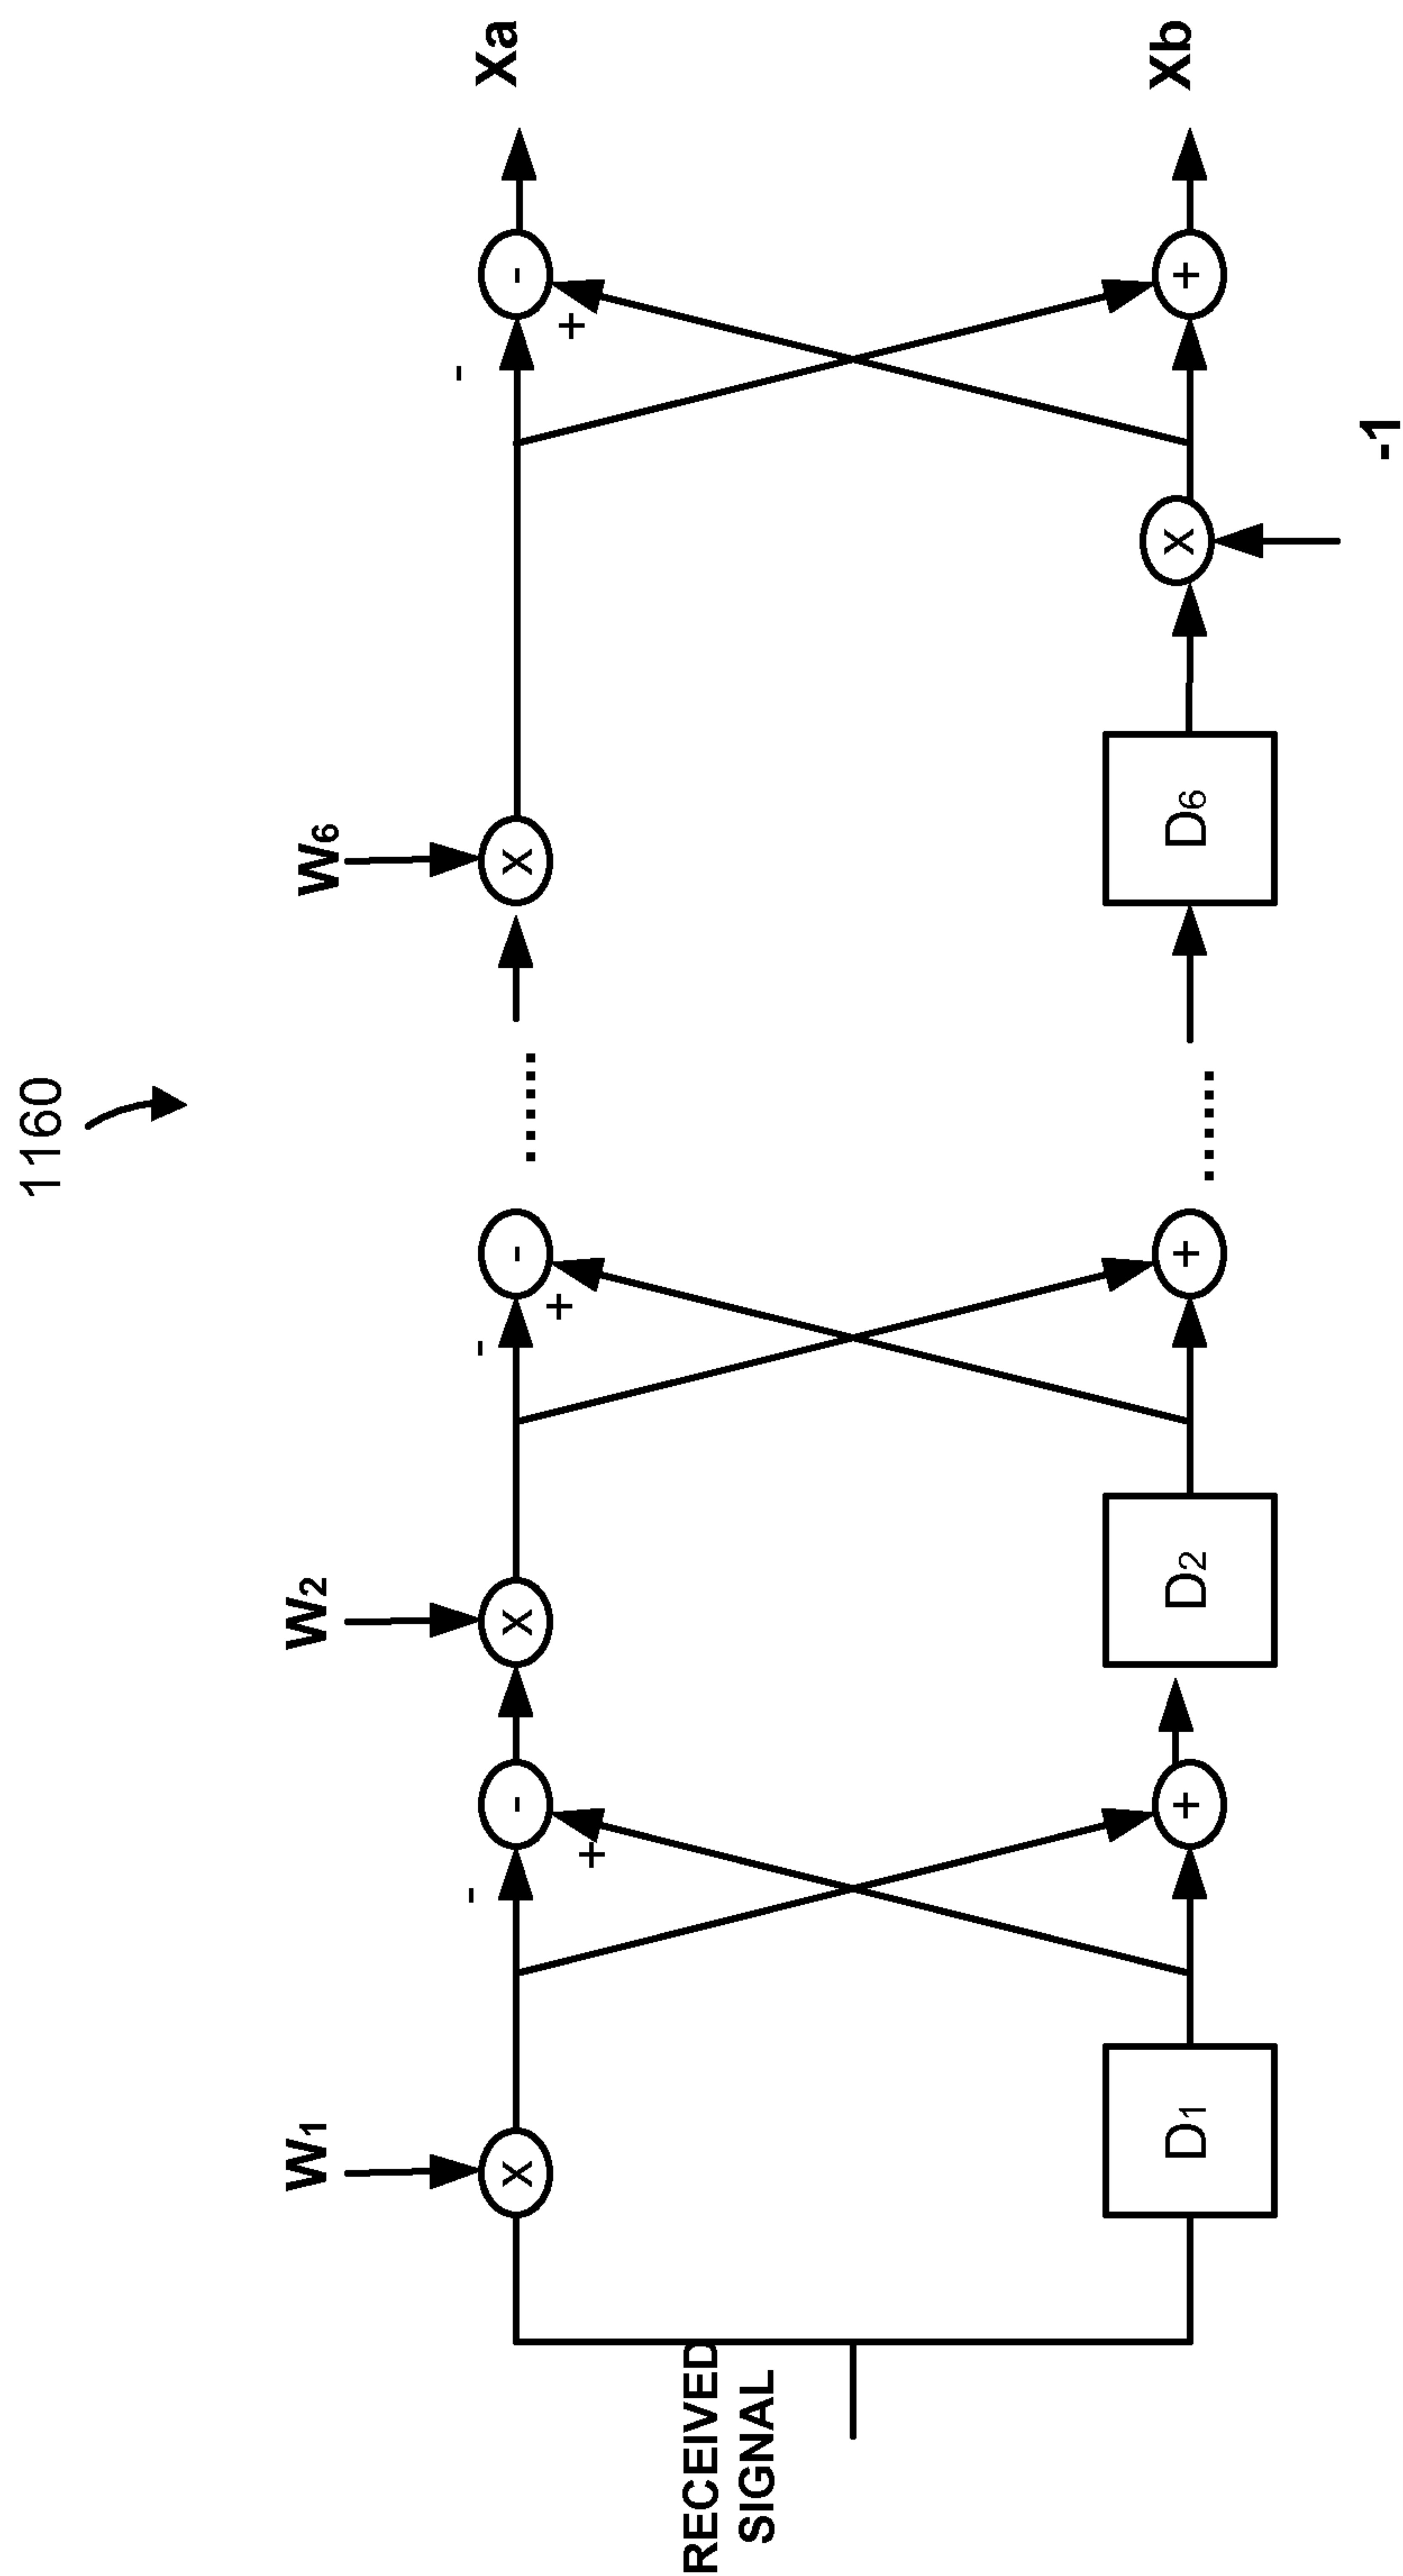 1160
W1
W2
W6
X
-
X
-
X
-
Xa
-
+
-
+
-
+
.......
RECEIVED
SIGNAL
D1
+
D2
+
.......
D6
X
+
Xb
-1